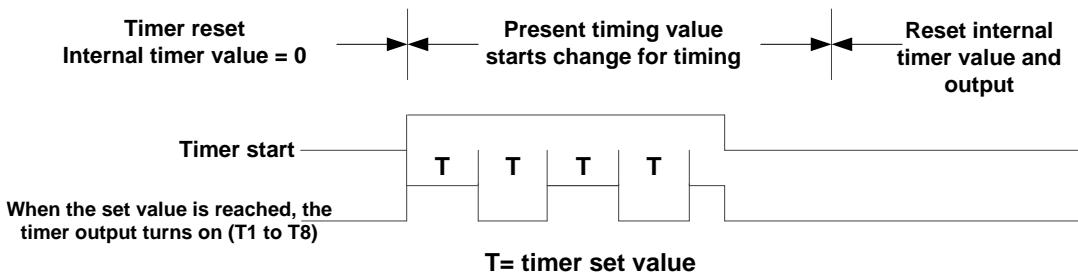 Timer reset
Internal timer value = 0
Present timing value
starts change for timing
Reset internal
timer value and
output
Timer start
T T T T
When the set value is reached, the
timer output turns on (T1 to T8)
T= timer set value